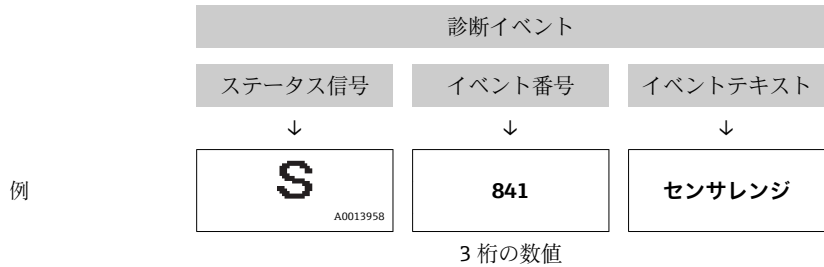 診断イベント
ステータス信号 イベント番号 イベントテキスト
↓ ↓ ↓
例 S 841 センサレンジ
A0013958
3 桁の数値